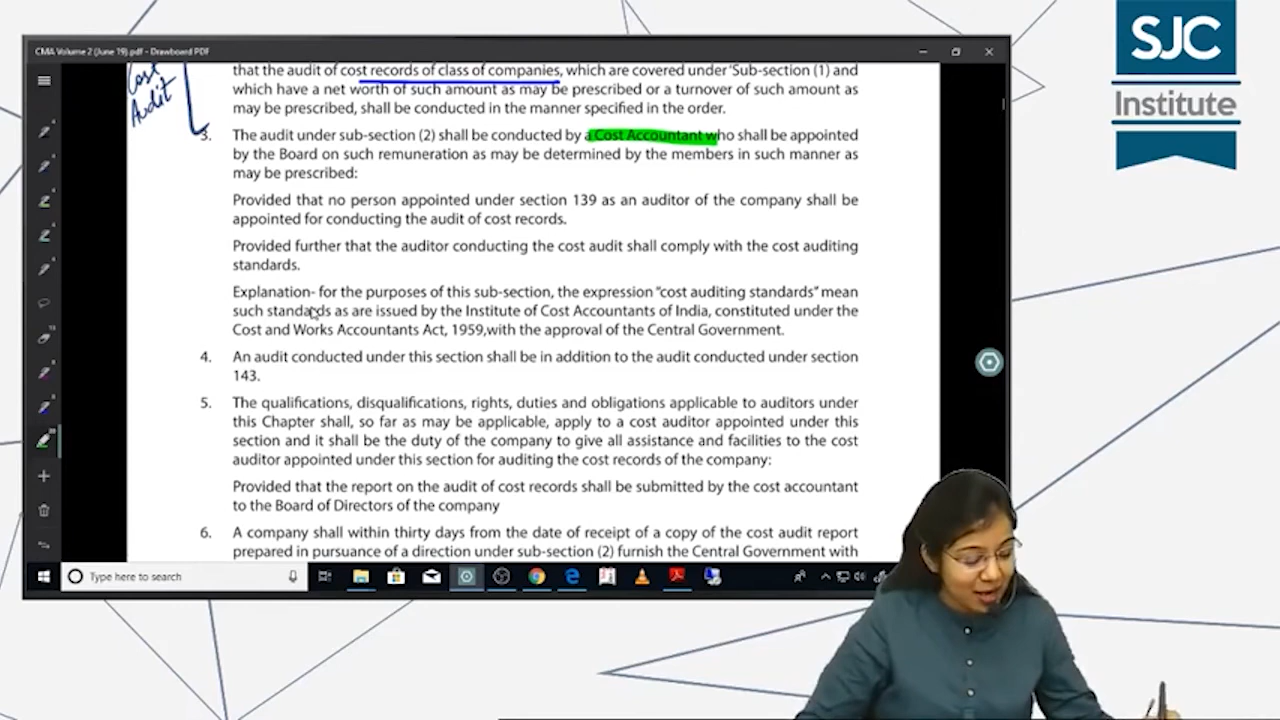 SJC
Institute
CMA Volume 2 (June 19).pdf - Drawboard PDF
Cost
Audit
that the audit of cost records of class of companies, which are covered under 'Sub-section (1) and
which have a net worth of such amount as may be prescribed or a turnover of such amount as
may be prescribed, shall be conducted in the manner specified in the order.
3. The audit under sub-section (2) shall be conducted by a Cost Accountant who shall be appointed
by the Board on such remuneration as may be determined by the members in such manner as
may be prescribed:
Provided that no person appointed under section 139 as an auditor of the company shall be
appointed for conducting the audit of cost records.
Provided further that the auditor conducting the cost audit shall comply with the cost auditing
standards.
Explanation- for the purposes of this sub-section, the expression "cost auditing standards" mean
such standards as are issued by the Institute of Cost Accountants of India, constituted under the
Cost and Works Accountants Act, 1959,with the approval of the Central Government.
4. An audit conducted under this section shall be in addition to the audit conducted under section
143.
5. The qualifications, disqualifications, rights, duties and obligations applicable to auditors under
this Chapter shall, so far as may be applicable, apply to a cost auditor appointed under this
section and it shall be the duty of the company to give all assistance and facilities to the cost
auditor appointed under this section for auditing the cost records of the company:
Provided that the report on the audit of cost records shall be submitted by the cost accountant
to the Board of Directors of the company
6. A company shall within thirty days from the date of receipt of a copy of the cost audit report
prepared in pursuance of a direction under sub-section (2) furnish the Central Government with
Type here to search